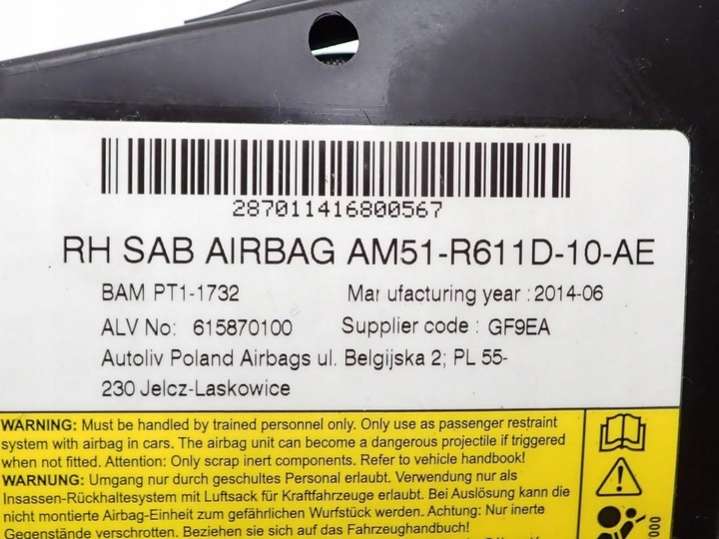 287011416800567
RH SAB AIRBAG AM51-R611D-10-AE
BAM PT1-1732 Manufacturing year : 2014-06
ALV No: 615870100 Supplier code : GF9EA
Autoliv Poland Airbags ul. Belgijska 2; PL 55-
230 Jelcz-Laskowice
WARNING: Must be handled by trained personnel only. Only use as passenger restraint
system with airbag in cars. The airbag unit can become a dangerous projectile if triggered
when not fitted. Attention: Only scrap inert components. Refer to vehicle handbook!
WARNUNG: Umgang nur durch geschultes Personal erlaubt. Verwendung nur als
Insassen-Rückhaltesystem mit Luftsack für Kraftfahrzeuge erlaubt. Bei Auslösung kann die
nicht montierte Airbag-Einheit zum gefährlichen Wurfstück werden. Achtung: Nur inerte
Gegenstände verschrotten. Beziehen sie sich auf das Fahrzeughandbuch!
000